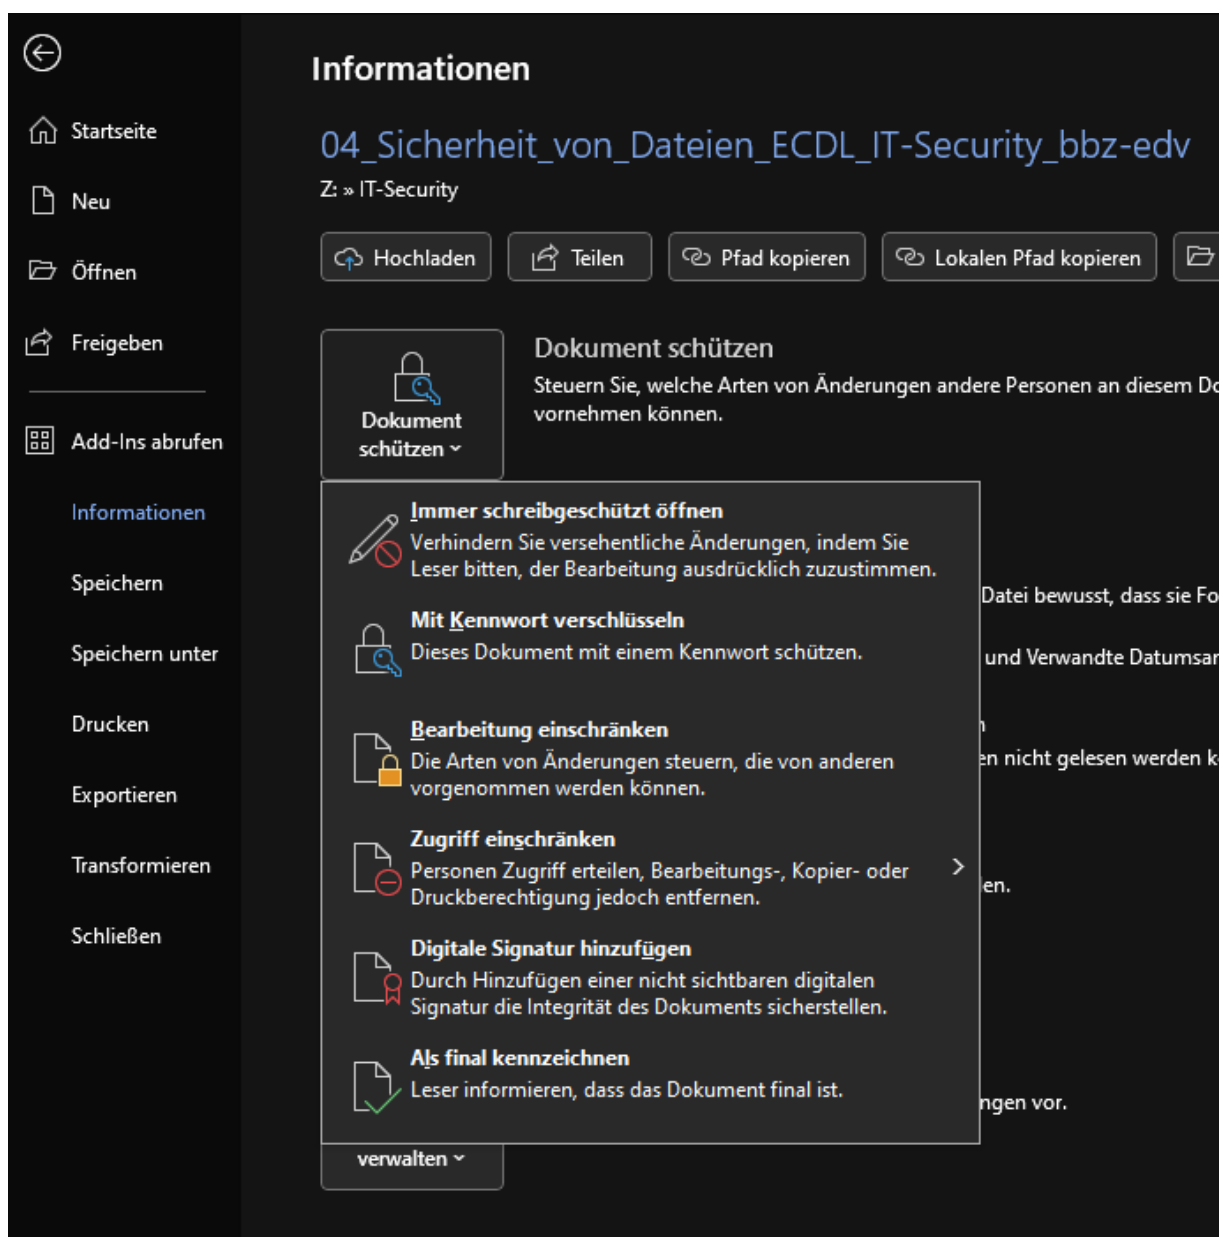 Informationen
Startseite
Neu
Öffnen
Freigeben
Add-Ins abrufen
Informationen
Speichern
Speichern unter
Drucken
Exportieren
Transformieren
Schließen
04_Sicherheit_von_Dateien_ECDL_IT-Security_bbz-edv
Z: » IT-Security
Hochladen
Teilen
Pfad kopieren
Lokalen Pfad kopieren
Dokument
schützen
Dokument schützen
Steuern Sie, welche Arten von Änderungen andere Personen an diesem Do
vornehmen können.
Immer schreibgeschützt öffnen
Verhindern Sie versehentliche Änderungen, indem Sie
Leser bitten, der Bearbeitung ausdrücklich zuzustimmen.
Mit Kennwort verschlüsseln
Dieses Dokument mit einem Kennwort schützen.
Bearbeitung einschränken
Die Arten von Änderungen steuern, die von anderen
vorgenommen werden können.
Zugriff einschränken
Personen Zugriff erteilen, Bearbeitungs-, Kopier- oder
Druckberechtigung jedoch entfernen.
Digitale Signatur hinzufügen
Durch Hinzufügen einer nicht sichtbaren digitalen
Signatur die Integrität des Dokuments sicherstellen.
Als final kennzeichnen
Leser informieren, dass das Dokument final ist.
Datei bewusst, dass sie Fo
und Verwandte Datumsar
en nicht gelesen werden k
en.
ngen vor.
verwalten